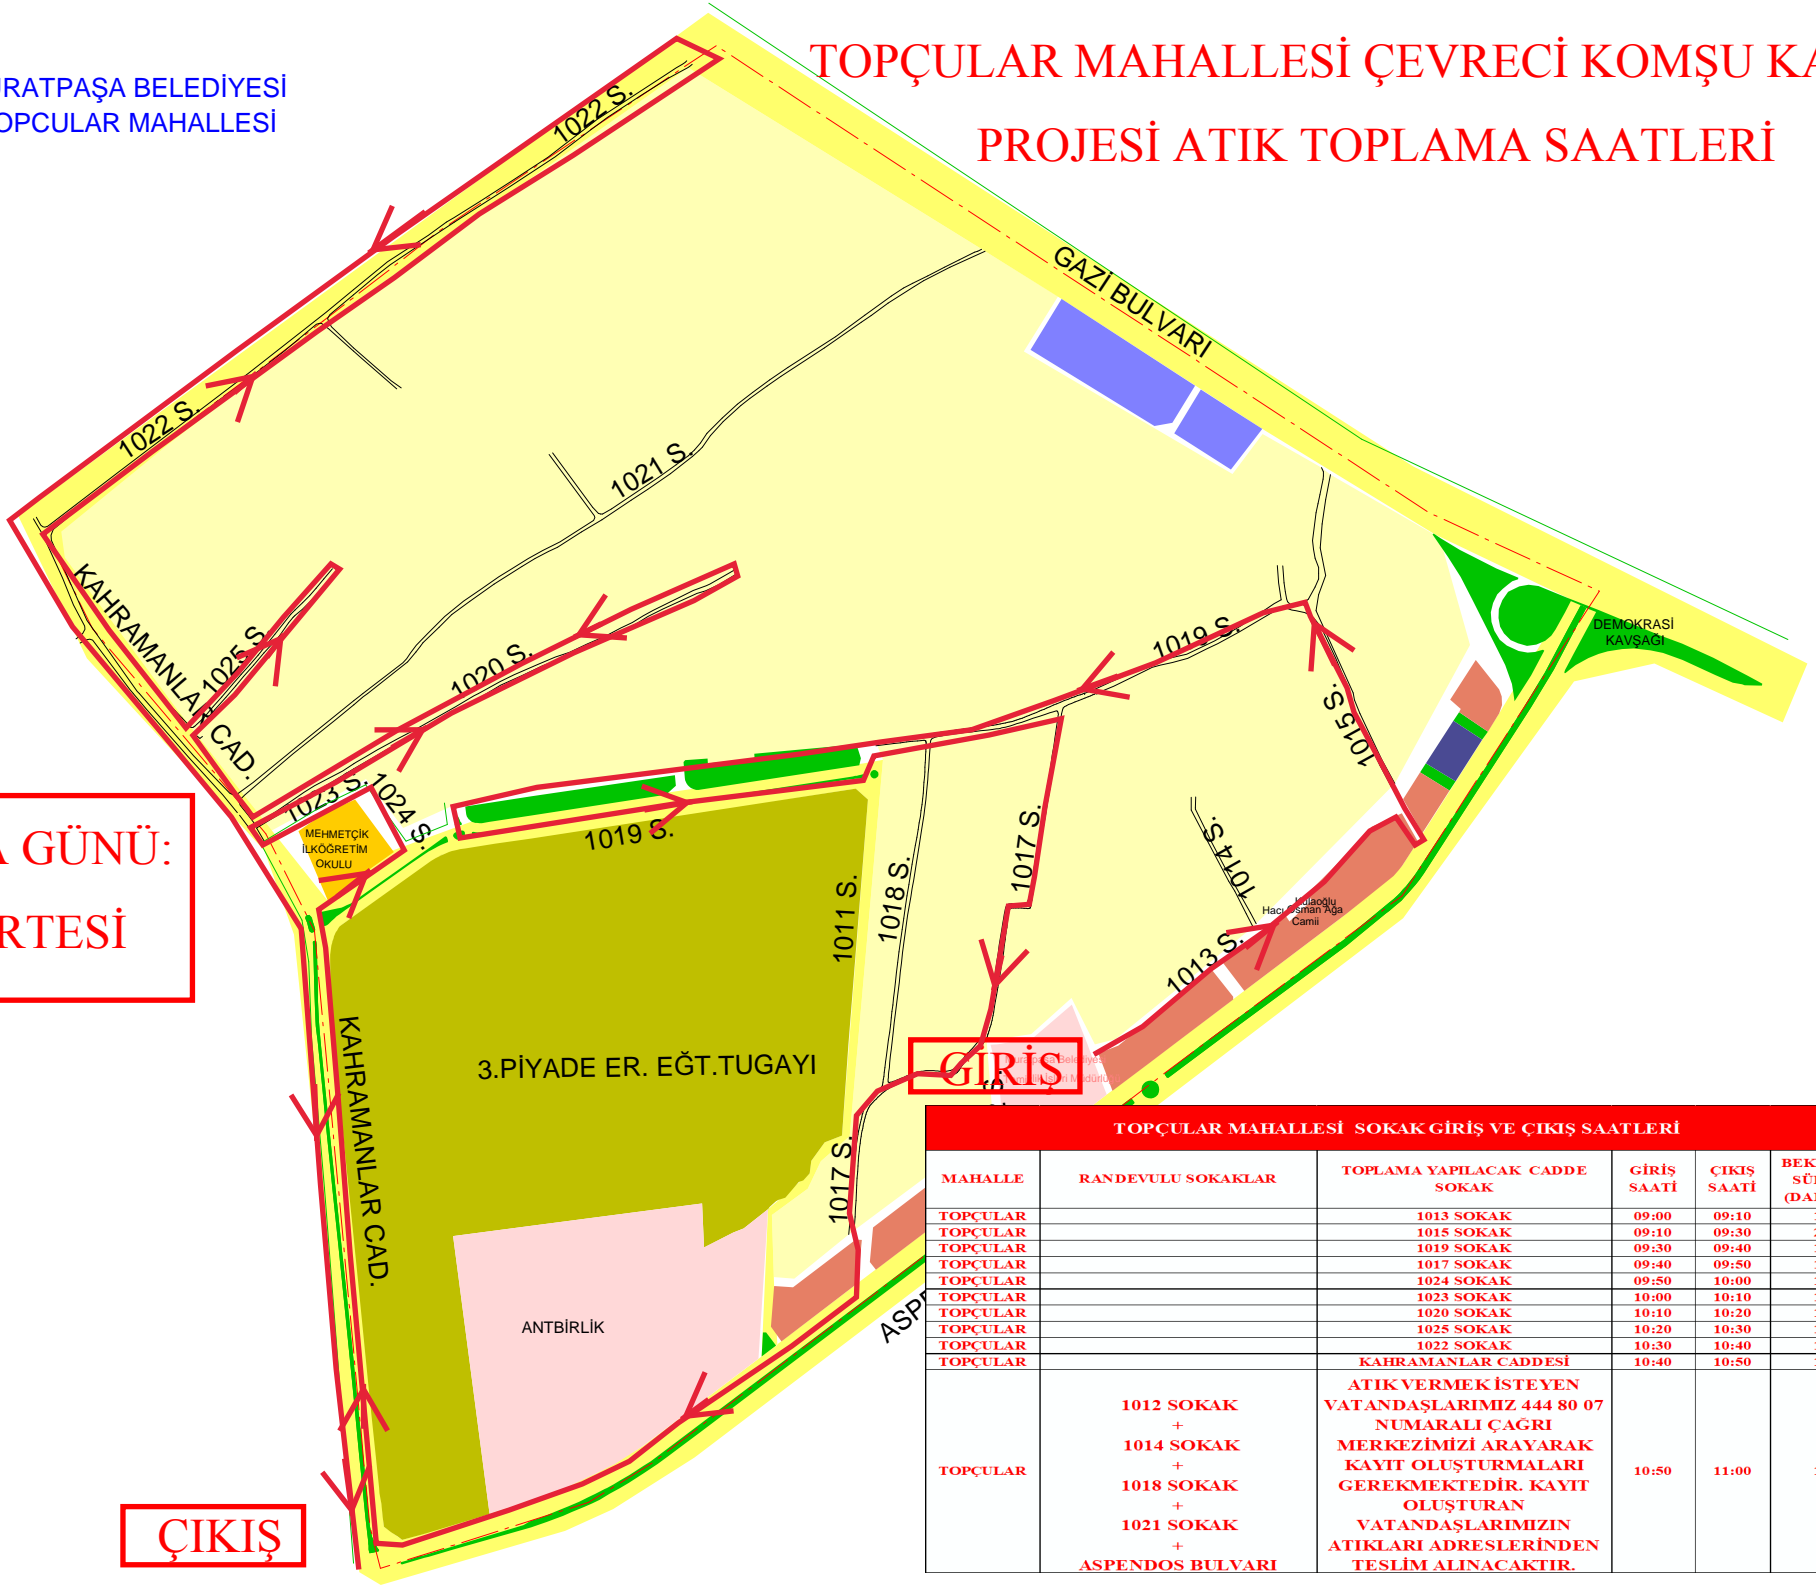 URATPAŞA BELEDİYESİ
OPCULAR MAHALLESİ
TOPÇULAR MAHALLESİ ÇEVRECİ KOMŞU KA
PROJESİ ATIK TOPLAMA SAATLERİ
1022 S.
GAZİ BULVARI
1022 S.
1021 S.
KAHRAMANLAR CAD.
1025 S.
1020 S.
1019 S.
DEMOKRASİ
KAVŞAĞI
1015 S.
1023 S.
1024 S.
MEHMETÇİK
İLKÖĞRETİM
OKULU
1019 S.
A GÜNÜ:
RTESİ
1011 S.
1018 S.
1017 S.
1014 S.
Hacı Osman Ağa
Camii
1013 S.
KAHRAMANLAR CAD.
3.PİYADE ER. EĞT.TUGAYI
GİRİŞ
1017 S.
ANTBİRLİK
ASP
ÇIKIŞ
TOPÇULAR MAHALLESİ SOKAK GİRİŞ VE ÇIKIŞ SAATLERİ
MAHALLE RANDEVULU SOKAKLAR TOPLAMA YAPILACAK CADDE SOKAK GİRİŞ SAATİ ÇIKIŞ SAATİ
TOPÇULAR 1013 SOKAK 09:00 09:10
TOPÇULAR 1015 SOKAK 09:10 09:30
TOPÇULAR 1019 SOKAK 09:30 09:40
TOPÇULAR 1017 SOKAK 09:40 09:50
TOPÇULAR 1024 SOKAK 09:50 10:00
TOPÇULAR 1023 SOKAK 10:00 10:10
TOPÇULAR 1020 SOKAK 10:10 10:20
TOPÇULAR 1025 SOKAK 10:20 10:30
TOPÇULAR 1022 SOKAK 10:30 10:40
TOPÇULAR KAHRAMANLAR CADDESİ 10:40 10:50
TOPÇULAR
1012 SOKAK
+
1014 SOKAK
+
1018 SOKAK
+
1021 SOKAK
+
ASPENDOS BULVARI
ATIK VERMEK İSTEYEN
VATANDAŞLARIMIZ 444 80 07
NUMARALI ÇAĞRI
MERKEZİMİZİ ARAYARAK
KAYIT OLUŞTURMALARI
GEREKMEKTEDİR. KAYIT
OLUŞTURAN
VATANDAŞLARIMIZIN
ATIKLARI ADRESLERİNDEN
TESLİM ALINACAKTIR.
10:50 11:00